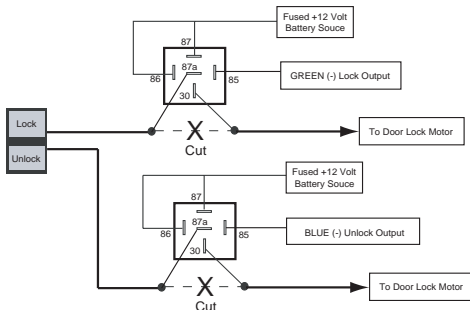 Fused +12 Volt
Battery Souce
87
87a
86
85
30
GREEN (-) Lock Output
Lock
Unlock
X
Cut
To Door Lock Motor
Fused +12 Volt
Battery Souce
87
87a
86
85
30
BLUE (-) Unlock Output
X
Cut
To Door Lock Motor